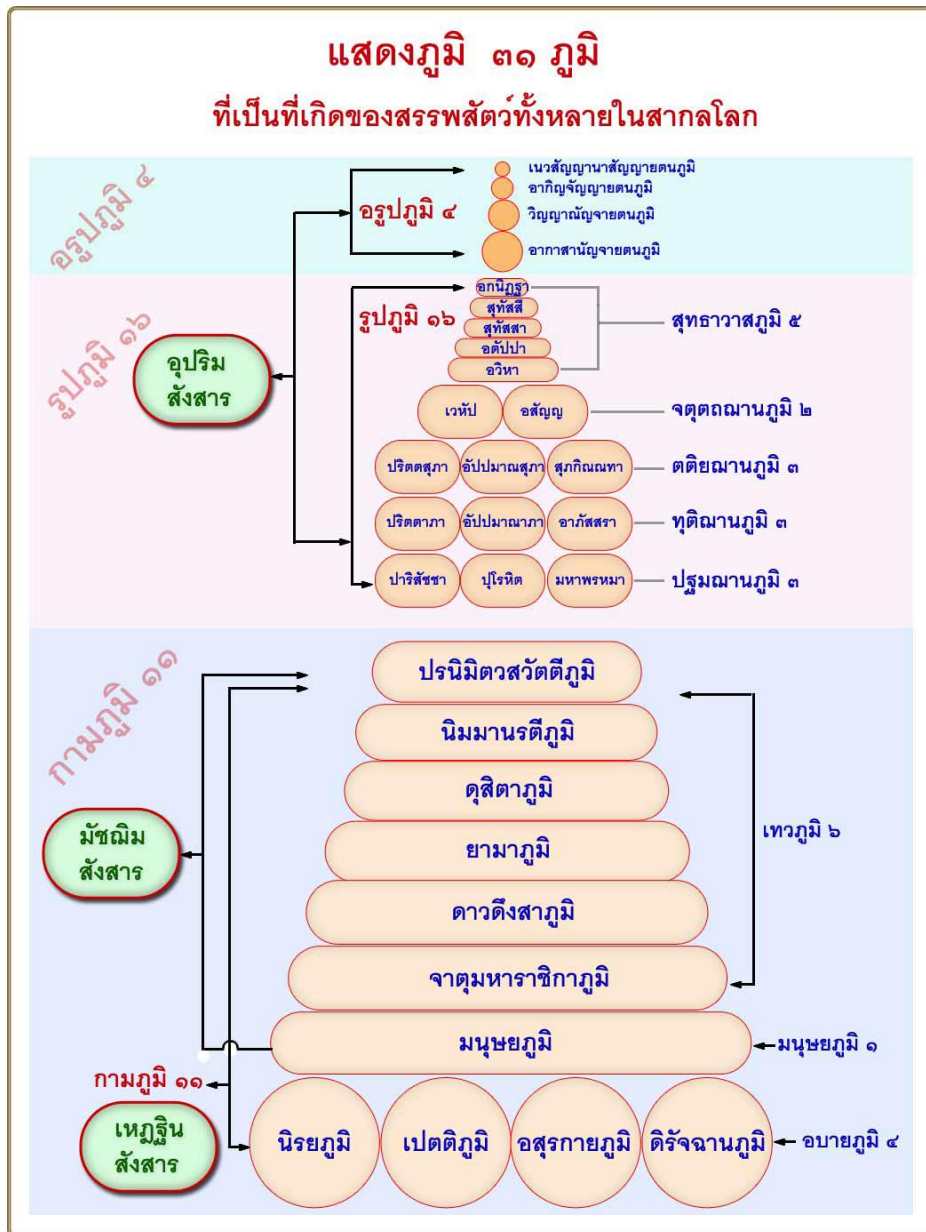 แสดงภูมิ ๓๑ ภูมิ
ที่เป็นที่เกิดของสรรพสัตว์ทั้งหลายในสากลโลก
อรูปภูมิ ๔
อรูปภูมิ ๔
เนวสัญญานาสัญญายตนภูมิ
อากิญจัญญายตนภูมิ
วิญญาณัญจายตนภูมิ
อากาสานัญจายตนภูมิ
รูปภูมิ ๑๖
อุปริม
สังสาร
รูปภูมิ ๑๖
อกนิฏฐา
สุทัสสี
สุทัสสา
อตัปปา
อวิหา
สุทธาวาสภูมิ ๕
เวหัป
อสัญญ
จตุตถฌานภูมิ ๒
ปริตตสุภา
อัปปมาณสุภา
สุภกิณณหา
ตติยฌานภูมิ ๓
ปริตตาภา
อัปปมาณาภา
อาภัสสรา
ทุติฌานภูมิ ๓
ปาริสัชชา
ปุโรหิต
มหาพรหมา
ปฐมฌานภูมิ ๓
กามภูมิ ๑๑
ปรนิมิตวสวัตตีภูมิ
นิมมานรตีภูมิ
ดุสิตาภูมิ
มัชฌิม
สังสาร
ยามาภูมิ
เทวภูมิ ๖
ดาวดึงสาภูมิ
จาตุมหาราชิกาภูมิ
มนุษยภูมิ
มนุษยภูมิ ๑
กามภูมิ ๑๑
เหฏฐิม
สังสาร
นิรยภูมิ
เปตติภูมิ
อสุรกายภูมิ
ดิรัจฉานภูมิ
อบายภูมิ ๔